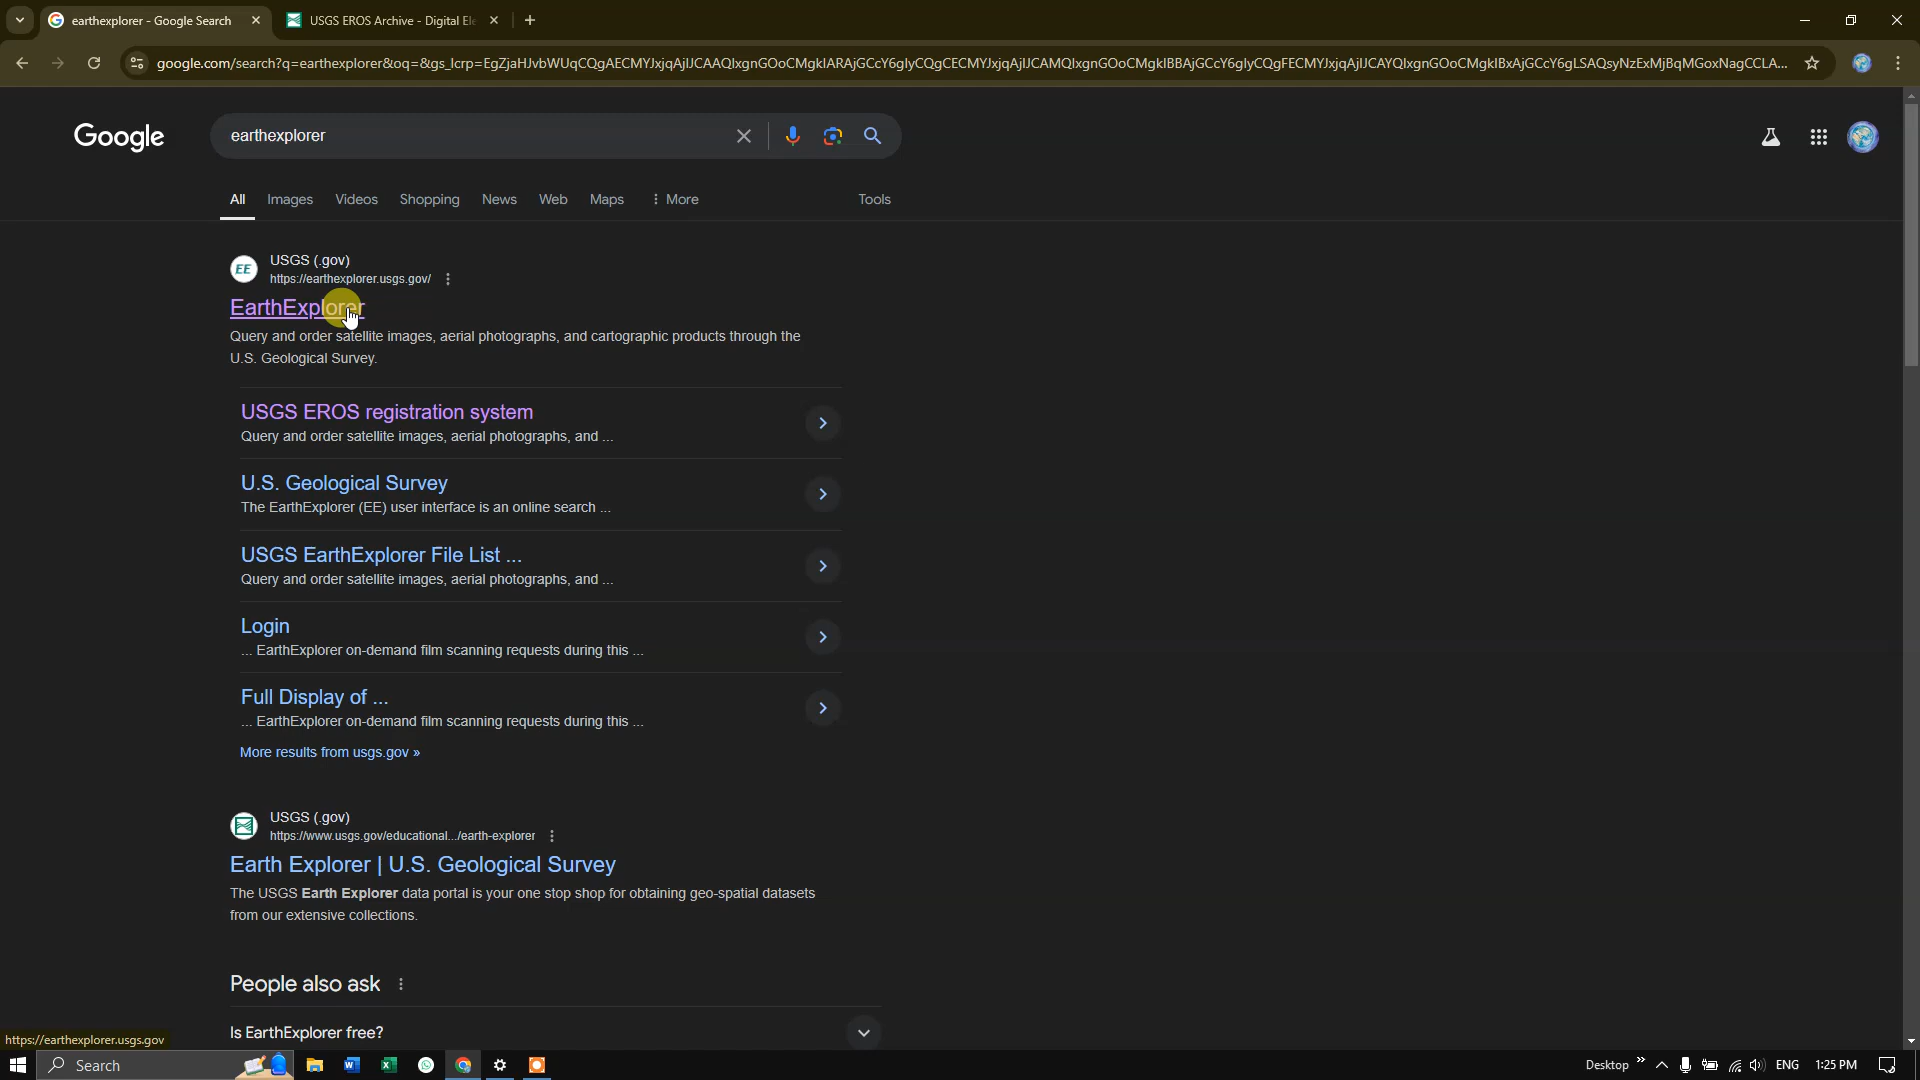 earthexplorer - Google Search
USGS EROS Archive - Digital Ele
google.com/search?q=earthexplorer&oq=&gs_lcrp=
Google
earthexplorer
All Images Videos Shopping News Web Maps More Tools
EE
USGS (.gov)
https://earthexplorer.usgs.gov/
EarthExplorer
Query and order satellite images, aerial photographs, and cartographic products through the
U.S. Geological Survey.
USGS EROS registration system
Query and order satellite images, aerial photographs, and ...
U.S. Geological Survey
The EarthExplorer (EE) user interface is an online search ...
USGS EarthExplorer File List ...
Query and order satellite images, aerial photographs, and ...
Login
... EarthExplorer on-demand film scanning requests during this ...
Full Display of ...
... EarthExplorer on-demand film scanning requests during this ...
More results from usgs.gov »
USGS (.gov)
https://www.usgs.gov/educational.../earth-explorer
Earth Explorer | U.S. Geological Survey
The USGS Earth Explorer data portal is your one stop shop for obtaining geo-spatial datasets
from our extensive collections.
People also ask
Is EarthExplorer free?
https://earthexplorer.usgs.gov
Search
Desktop » ENG 1:25 PM